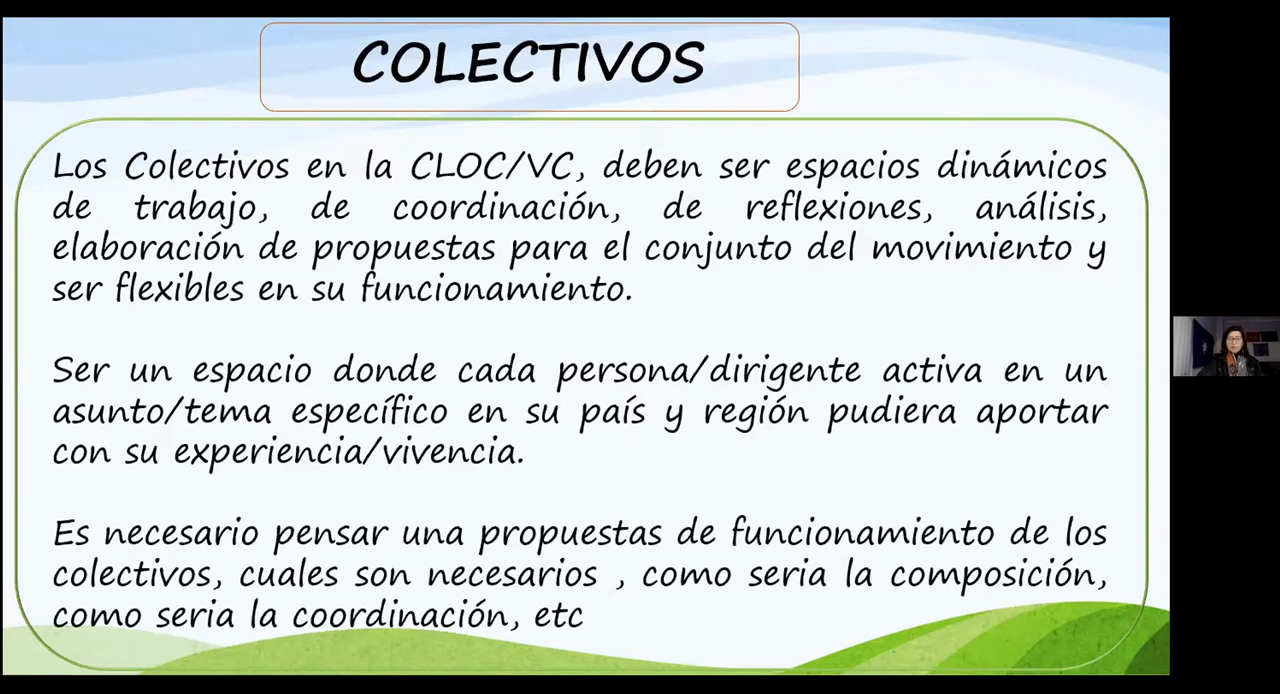 COLECTIVOS
Los Colectivos en la CLOC/VC, deben ser espacios dinámicos
de trabajo, de coordinación, de reflexiones, análisis,
elaboración de propuestas para el conjunto del movimiento y
ser flexibles en su funcionamiento.
Ser un espacio donde cada persona/dirigente activa en un
asunto/tema específico en su país y región pudiera aportar
con su experiencia/vivencia.
Es necesario pensar una propuestas de funcionamiento de los
colectivos, cuales son necesarios , como seria la composición,
como seria la coordinación, etc